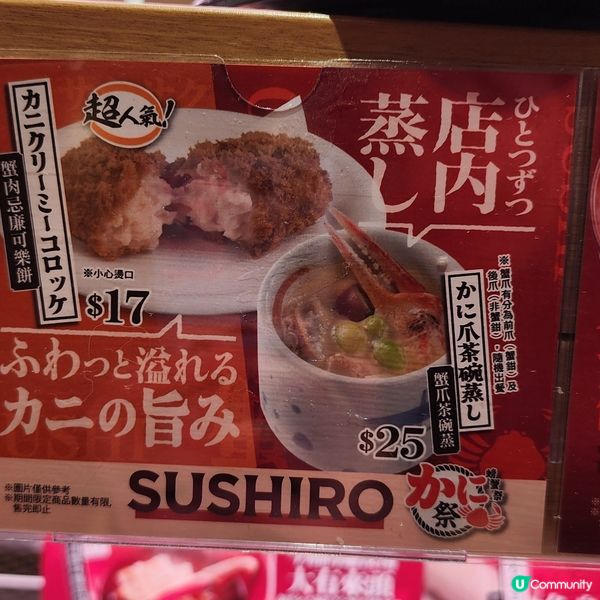 超人氣!
カニクリーミーコロッケ
蟹肉忌廉可樂餅
※小心燙口
$17
ふわっと溢れる
カニの旨み
ひとつずつ
店内
蒸し
※蟹爪有分為前爪(蟹鉗)及
後爪(非蟹鉗),隨機出餐
かに爪茶碗蒸し
蟹爪茶碗蒸
$25
※圖片僅供參考
※期間限定商品數量有限,
售完即止
SUSHIRO
かに
祭
大有來頭
U Community